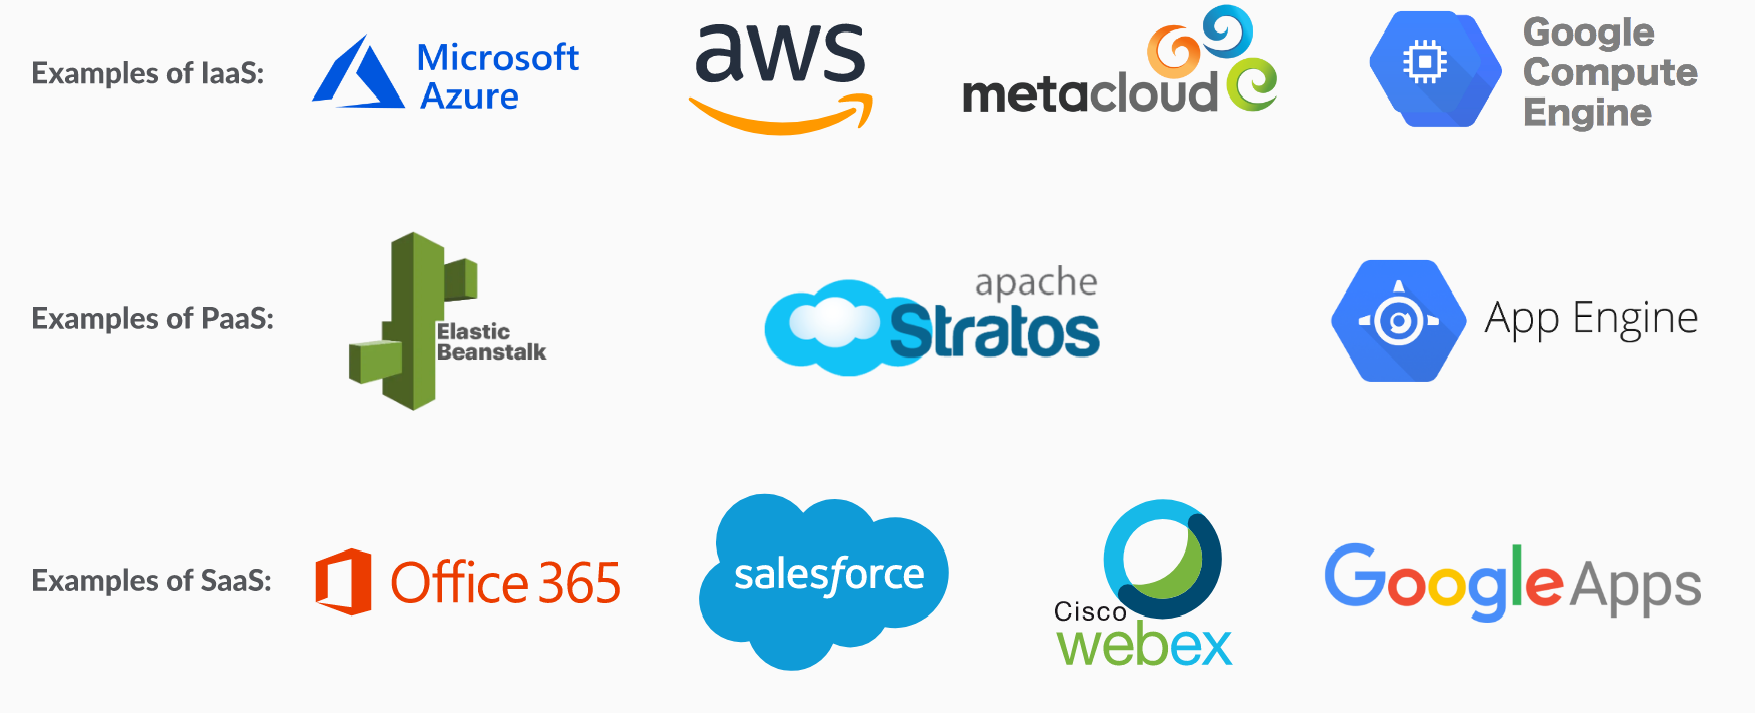 Examples of IaaS:
Microsoft
Azure
aws
metacloud
Google
Compute
Engine
Examples of PaaS:
Elastic
Beanstalk
apache
Stratos
App Engine
Examples of SaaS:
Office 365
salesforce
Cisco
webex
Google Apps